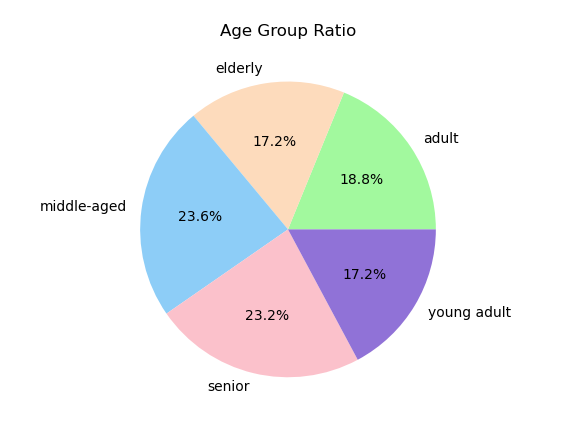 Age Group Ratio
elderly
adult
17.2%
18.8%
middle-aged
23.6%
17.2%
young adult
23.2%
senior